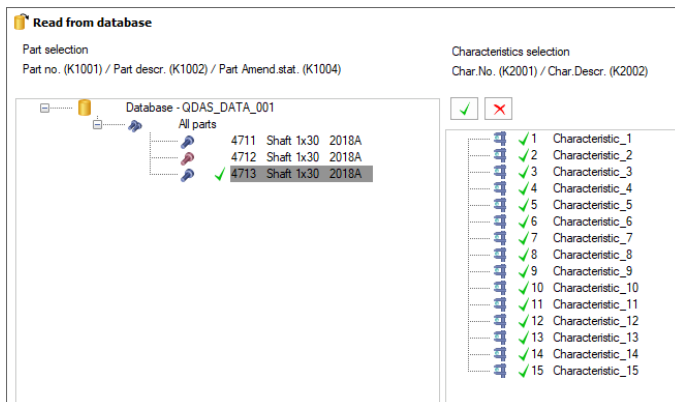 Read from database
Part selection
Part no. (K1001) / Part descr. (K1002) / Part Amend.stat. (K1004)
Database - QDAS_DATA_001
All parts
4711 Shaft 1x30 2018A
4712 Shaft 1x30 2018A
4713 Shaft 1x30 2018A
Characteristics selection
Char.No. (K2001) / Char.Descr. (K2002)
1 Characteristic_1
2 Characteristic_2
3 Characteristic_3
4 Characteristic_4
5 Characteristic_5
6 Characteristic_6
7 Characteristic_7
8 Characteristic_8
9 Characteristic_9
10 Characteristic_10
11 Characteristic_11
12 Characteristic_12
13 Characteristic_13
14 Characteristic_14
15 Characteristic_15